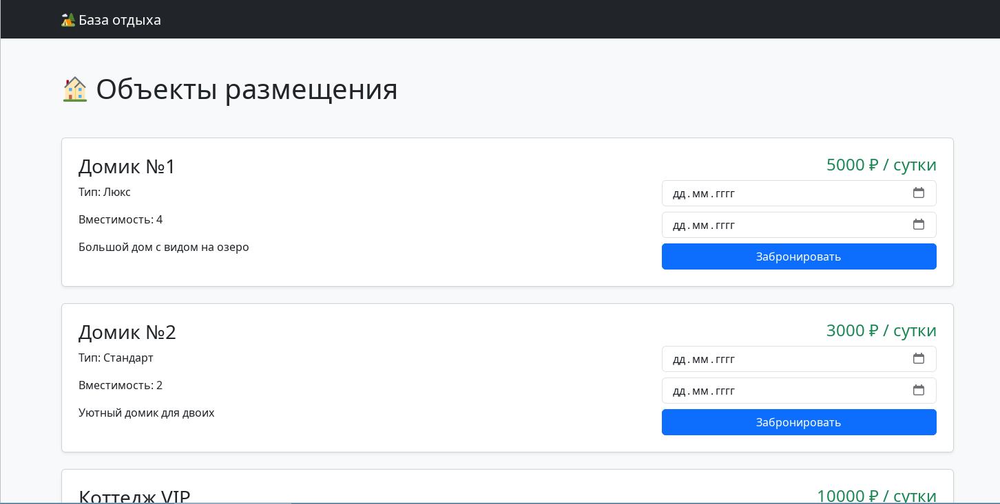 База отдыха
Объекты размещения
Домик №1
5000 ₽ / сутки
Тип: Люкс
дд.мм.гггг
Вместимость: 4
дд.мм.гггг
Большой дом с видом на озеро
Забронировать
Домик №2
3000 ₽ / сутки
Тип: Стандарт
дд.мм.гггг
Вместимость: 2
дд.мм.гггг
Уютный домик для двоих
Забронировать
Коттедж VIP
10000 ₽ / сутки